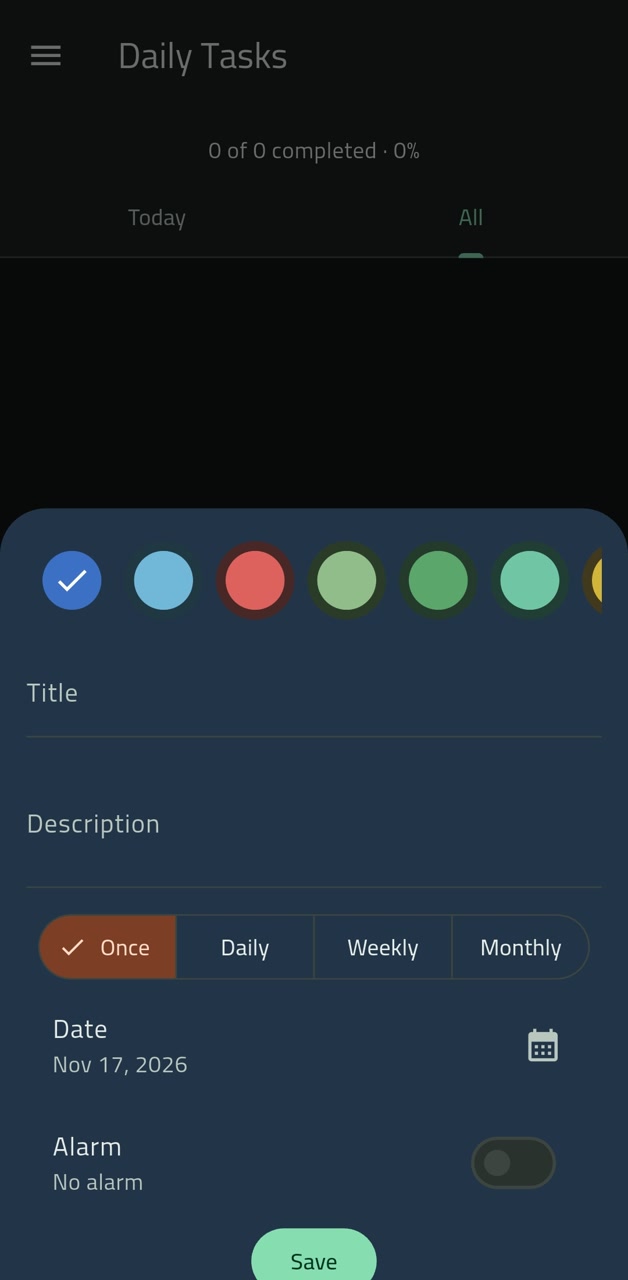 Daily Tasks
0 of 0 completed · 0%
Today All
Title
Description
Once Daily Weekly Monthly
Date
Nov 17, 2026
Alarm
No alarm
Save